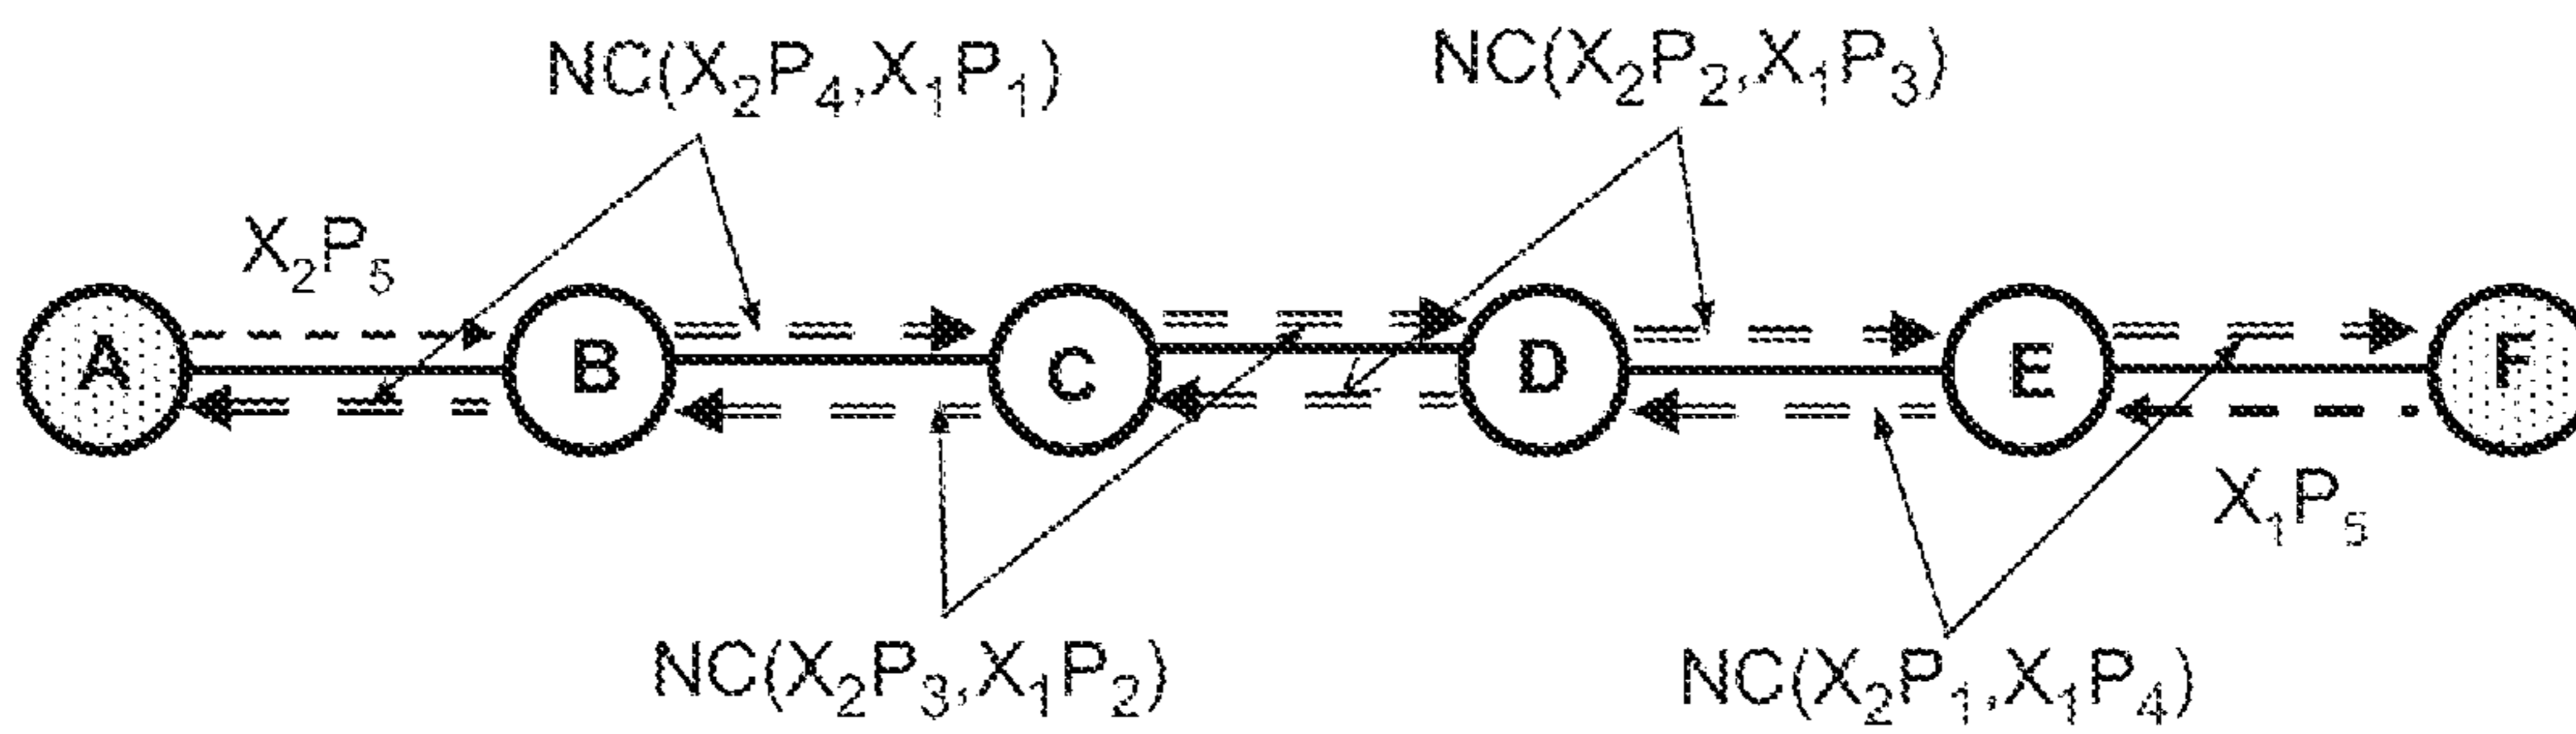 NC(X₂P₄,X₁P₁)
NC(X₂P₂,X₁P₃)
X₂P₅
A
B
C
D
E
F
X₁P₅
NC(X₂P₃,X₁P₂)
NC(X₂P₁,X₁P₄)